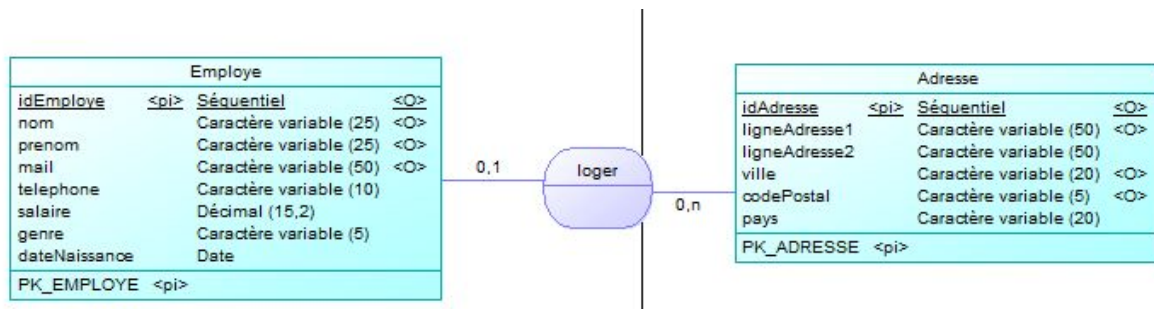 Employe
idEmploye <pi> Séquentiel <O>
nom Caractère variable (25) <O>
prenom Caractère variable (25) <O>
mail Caractère variable (50) <O>
telephone Caractère variable (10)
salaire Décimal (15,2)
genre Caractère variable (5)
dateNaissance Date
PK_EMPLOYE <pi>
0,1
loger
0,n
Adresse
idAdresse <pi> Séquentiel <O>
ligneAdresse1 Caractère variable (50) <O>
ligneAdresse2 Caractère variable (50)
ville Caractère variable (20) <O>
codePostal Caractère variable (5) <O>
pays Caractère variable (20)
PK_ADRESSE <pi>